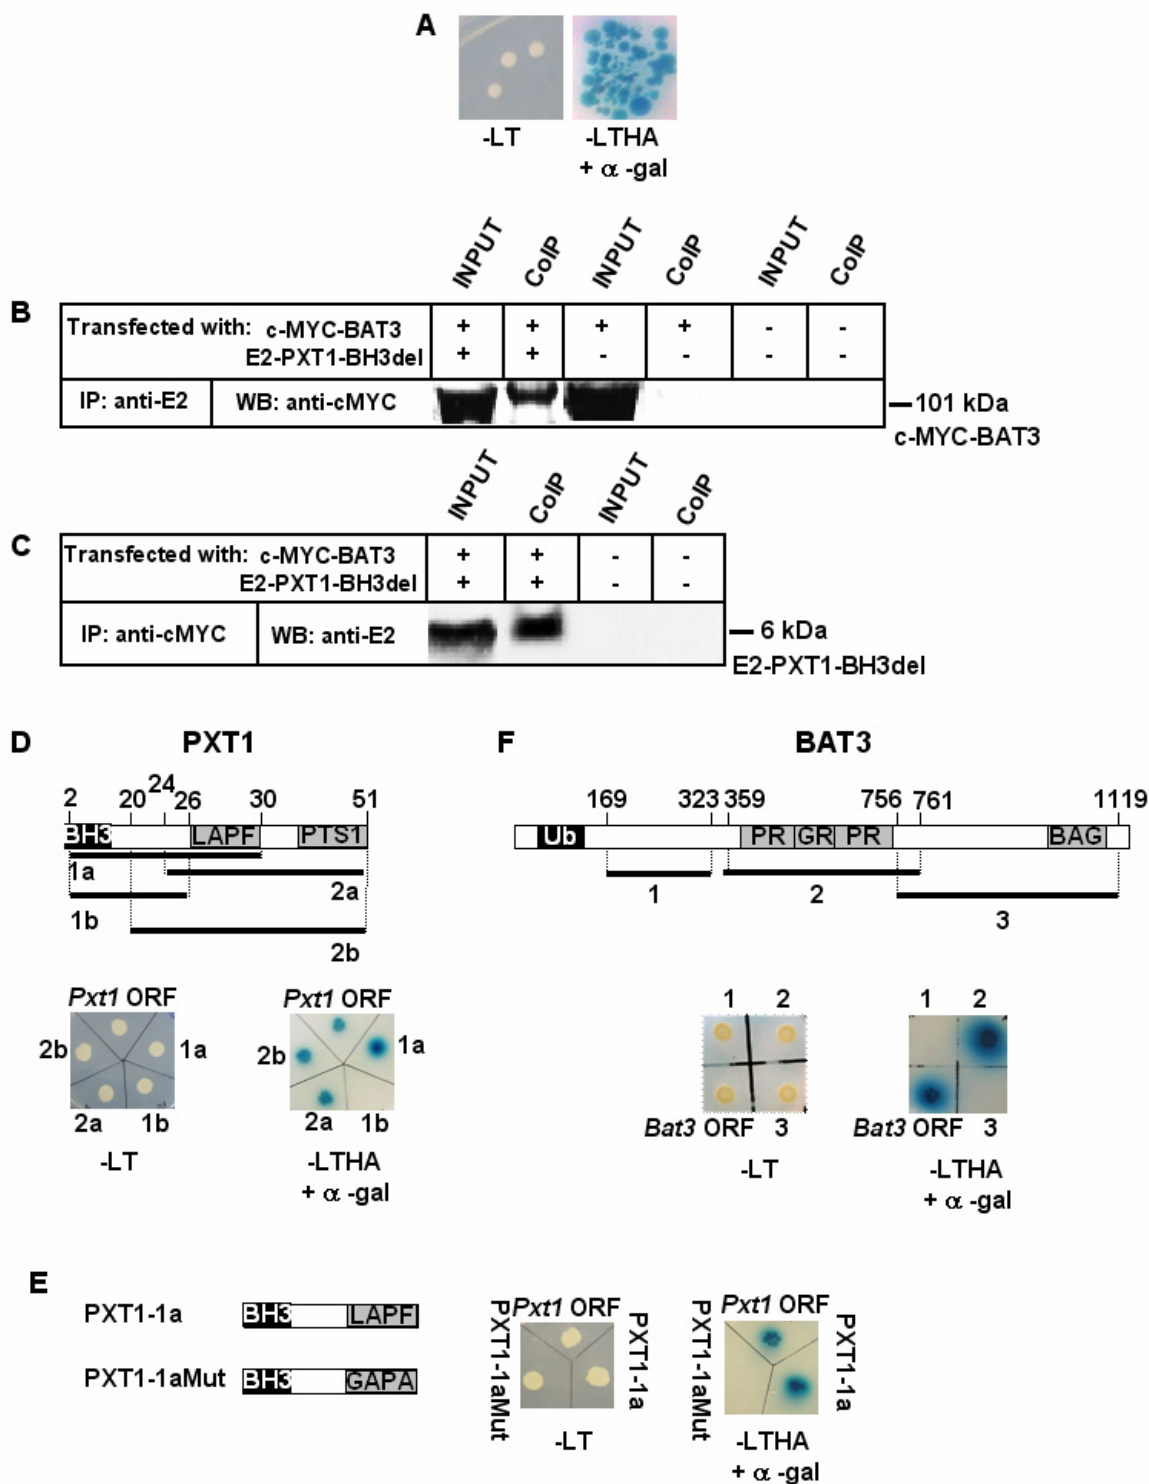 A
-LT
-LTHA
+ α -gal
INPUT
CoIP
INPUT
CoIP
INPUT
CoIP
B
Transfected with: c-MYC-BAT3 + + + + - -
E2-PXT1-BH3del + + - - - -
IP: anti-E2 WB: anti-cMYC
101 kDa
c-MYC-BAT3
INPUT
CoIP
INPUT
CoIP
C
Transfected with: c-MYC-BAT3 + + - -
E2-PXT1-BH3del + + - -
IP: anti-cMYC WB: anti-E2
6 kDa
E2-PXT1-BH3del
D PXT1
2 20 24 26 30 51
BH3 LAPF PTS1
1a
2a
1b
2b
Pxt1 ORF
2b 1a
2a 1b
-LT
Pxt1 ORF
2b 1a
2a 1b
-LTHA
+ α -gal
F BAT3
169 323 359 756 761 1119
Ub PR GR PR BAG
1 2 3
1 2
Bat3 ORF 3
-LT
1 2
Bat3 ORF 3
-LTHA
+ α -gal
E
PXT1-1a BH3 LAPF
PXT1-1aMut BH3 GAPA
Pxt1 ORF
PXT1-1aMut
PXT1-1a
-LT
Pxt1 ORF
PXT1-1aMut
PXT1-1a
-LTHA
+ α -gal